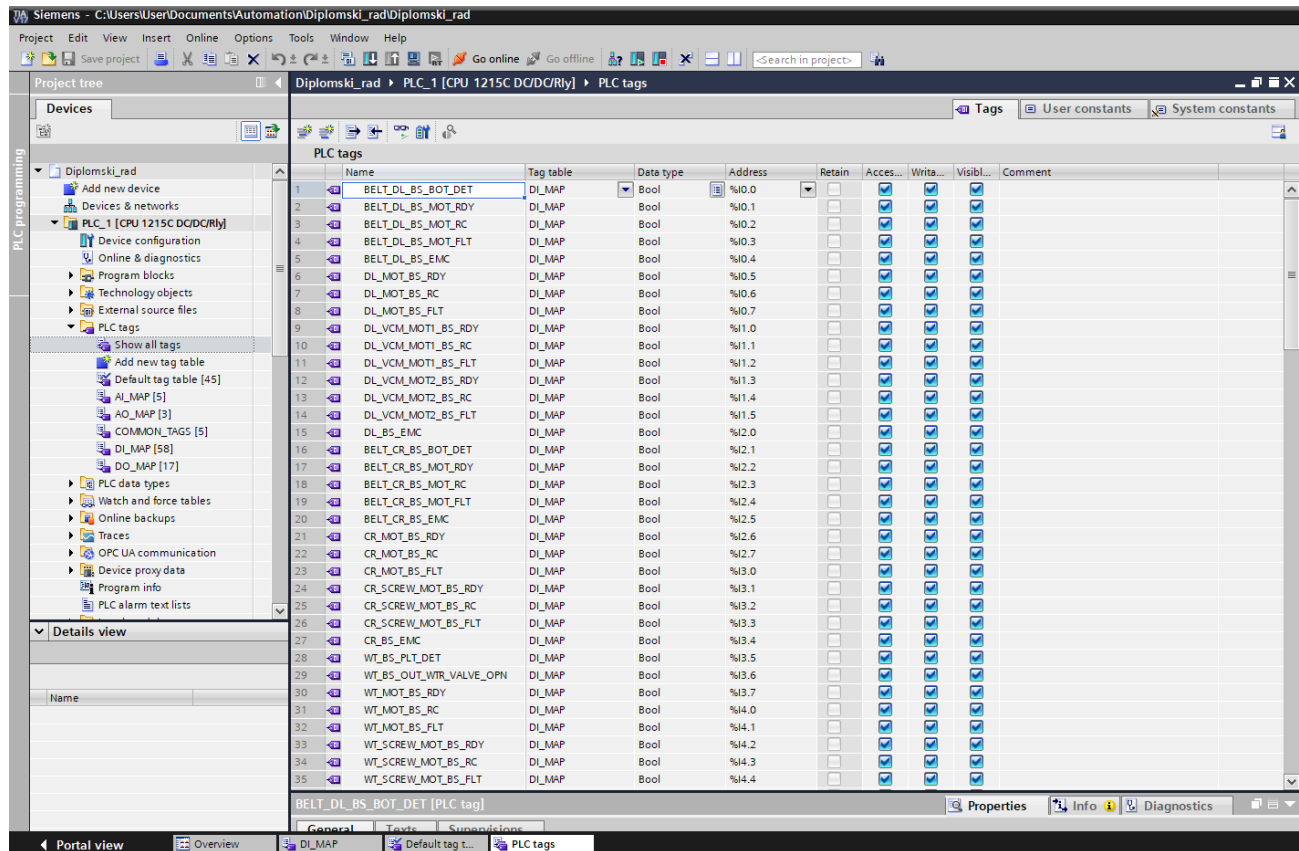 Siemens - C:\Users\User\Documents\Automation\Diplomski_rad\Diplomski_rad
Project Edit View Insert Online Options Tools Window Help
Save project Go online Go offline <Search in project>
Project tree
Diplomski_rad PLC_1 [CPU 1215C DC/DC/Rly] PLC tags
Devices
Tags User constants System constants
PLC programming
PLC tags
Name Tag table Data type Address Retain Acces... Writa... Visibl... Comment
1 BELT_DL_BS_BOT_DET DI_MAP Bool %I0.0
2 BELT_DL_BS_MOT_RDY DI_MAP Bool %I0.1
3 BELT_DL_BS_MOT_RC DI_MAP Bool %I0.2
4 BELT_DL_BS_MOT_FLT DI_MAP Bool %I0.3
5 BELT_DL_BS_EMC DI_MAP Bool %I0.4
6 DL_MOT_BS_RDY DI_MAP Bool %I0.5
7 DL_MOT_BS_RC DI_MAP Bool %I0.6
8 DL_MOT_BS_FLT DI_MAP Bool %I0.7
9 DL_VCM_MOT1_BS_RDY DI_MAP Bool %I1.0
10 DL_VCM_MOT1_BS_RC DI_MAP Bool %I1.1
11 DL_VCM_MOT1_BS_FLT DI_MAP Bool %I1.2
12 DL_VCM_MOT2_BS_RDY DI_MAP Bool %I1.3
13 DL_VCM_MOT2_BS_RC DI_MAP Bool %I1.4
14 DL_VCM_MOT2_BS_FLT DI_MAP Bool %I1.5
15 DL_BS_EMC DI_MAP Bool %I2.0
16 BELT_CR_BS_BOT_DET DI_MAP Bool %I2.1
17 BELT_CR_BS_MOT_RDY DI_MAP Bool %I2.2
18 BELT_CR_BS_MOT_RC DI_MAP Bool %I2.3
19 BELT_CR_BS_MOT_FLT DI_MAP Bool %I2.4
20 BELT_CR_BS_EMC DI_MAP Bool %I2.5
21 CR_MOT_BS_RDY DI_MAP Bool %I2.6
22 CR_MOT_BS_RC DI_MAP Bool %I2.7
23 CR_MOT_BS_FLT DI_MAP Bool %I3.0
24 CR_SCREW_MOT_BS_RDY DI_MAP Bool %I3.1
25 CR_SCREW_MOT_BS_RC DI_MAP Bool %I3.2
26 CR_SCREW_MOT_BS_FLT DI_MAP Bool %I3.3
27 CR_BS_EMC DI_MAP Bool %I3.4
28 WT_BS_PLT_DET DI_MAP Bool %I3.5
29 WT_BS_OUT_WTR_VALVE_OPN DI_MAP Bool %I3.6
30 WT_MOT_BS_RDY DI_MAP Bool %I3.7
31 WT_MOT_BS_RC DI_MAP Bool %I4.0
32 WT_MOT_BS_FLT DI_MAP Bool %I4.1
33 WT_SCREW_MOT_BS_RDY DI_MAP Bool %I4.2
34 WT_SCREW_MOT_BS_RC DI_MAP Bool %I4.3
35 WT_SCREW_MOT_BS_FLT DI_MAP Bool %I4.4
Diplomski_rad
Add new device
Devices & networks
PLC_1 [CPU 1215C DC/DC/Rly]
Device configuration
Online & diagnostics
Program blocks
Technology objects
External source files
PLC tags
Show all tags
Add new tag table
Default tag table [45]
AI_MAP [5]
AO_MAP [3]
COMMON_TAGS [5]
DI_MAP [58]
DO_MAP [17]
PLC data types
Watch and force tables
Online backups
Traces
OPC UA communication
Device proxy data
Program info
PLC alarm text lists
Details view
Name
BELT_DL_BS_BOT_DET [PLC tag]
Properties Info Diagnostics
General Texts Supervisions
Portal view Overview DI_MAP Default tag t... PLC tags